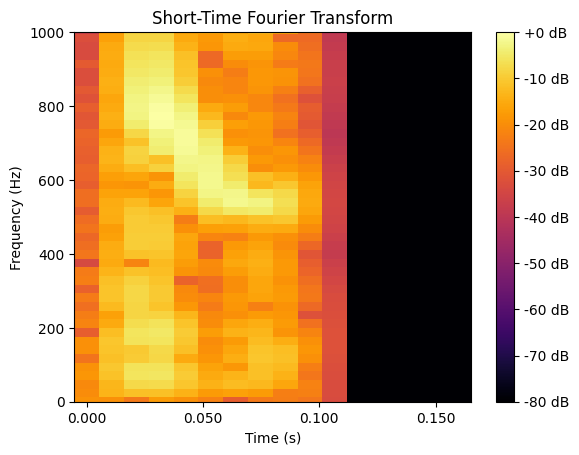 Short-Time Fourier Transform
1000
800
600
400
200
0
Frequency (Hz)
0.000
0.050
0.100
0.150
Time (s)
+0 dB
-10 dB
-20 dB
-30 dB
-40 dB
-50 dB
-60 dB
-70 dB
-80 dB